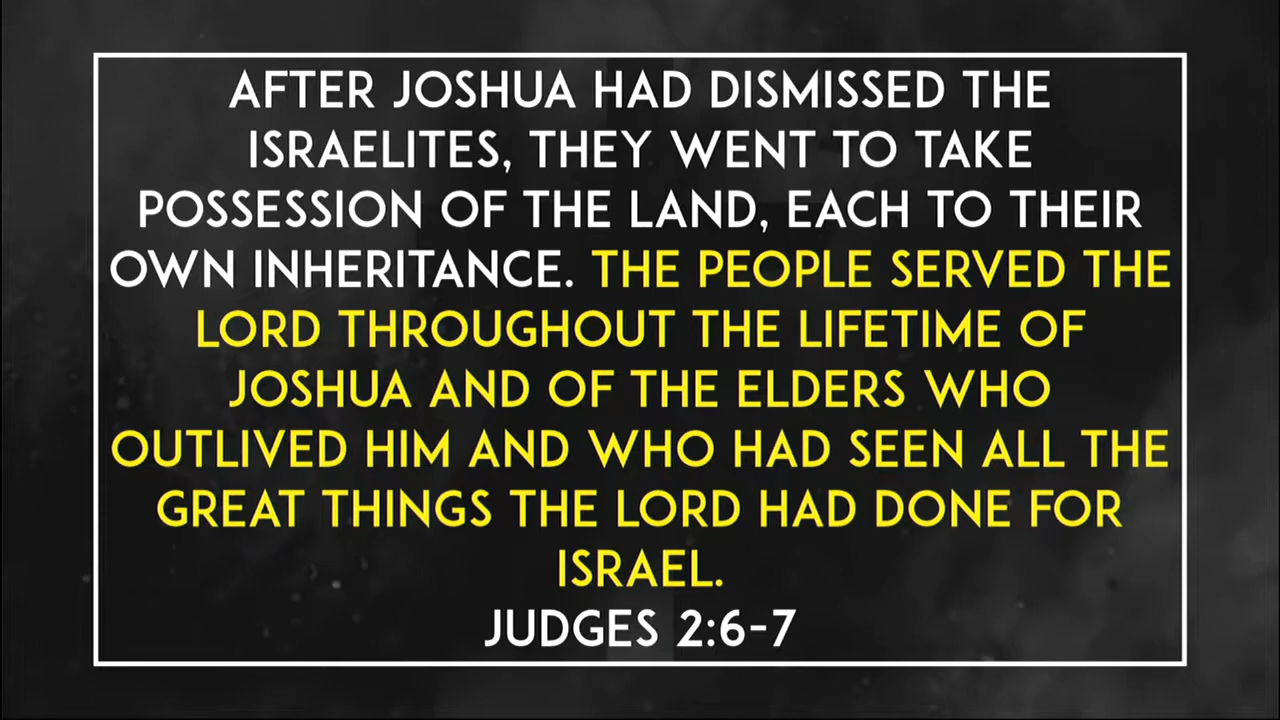 AFTER JOSHUA HAD DISMISSED THE
ISRAELITES, THEY WENT TO TAKE
POSSESSION OF THE LAND, EACH TO THEIR
OWN INHERITANCE. THE PEOPLE SERVED THE
LORD THROUGHOUT THE LIFETIME OF
JOSHUA AND OF THE ELDERS WHO
OUTLIVED HIM AND WHO HAD SEEN ALL THE
GREAT THINGS THE LORD HAD DONE FOR
ISRAEL.
JUDGES 2:6-7